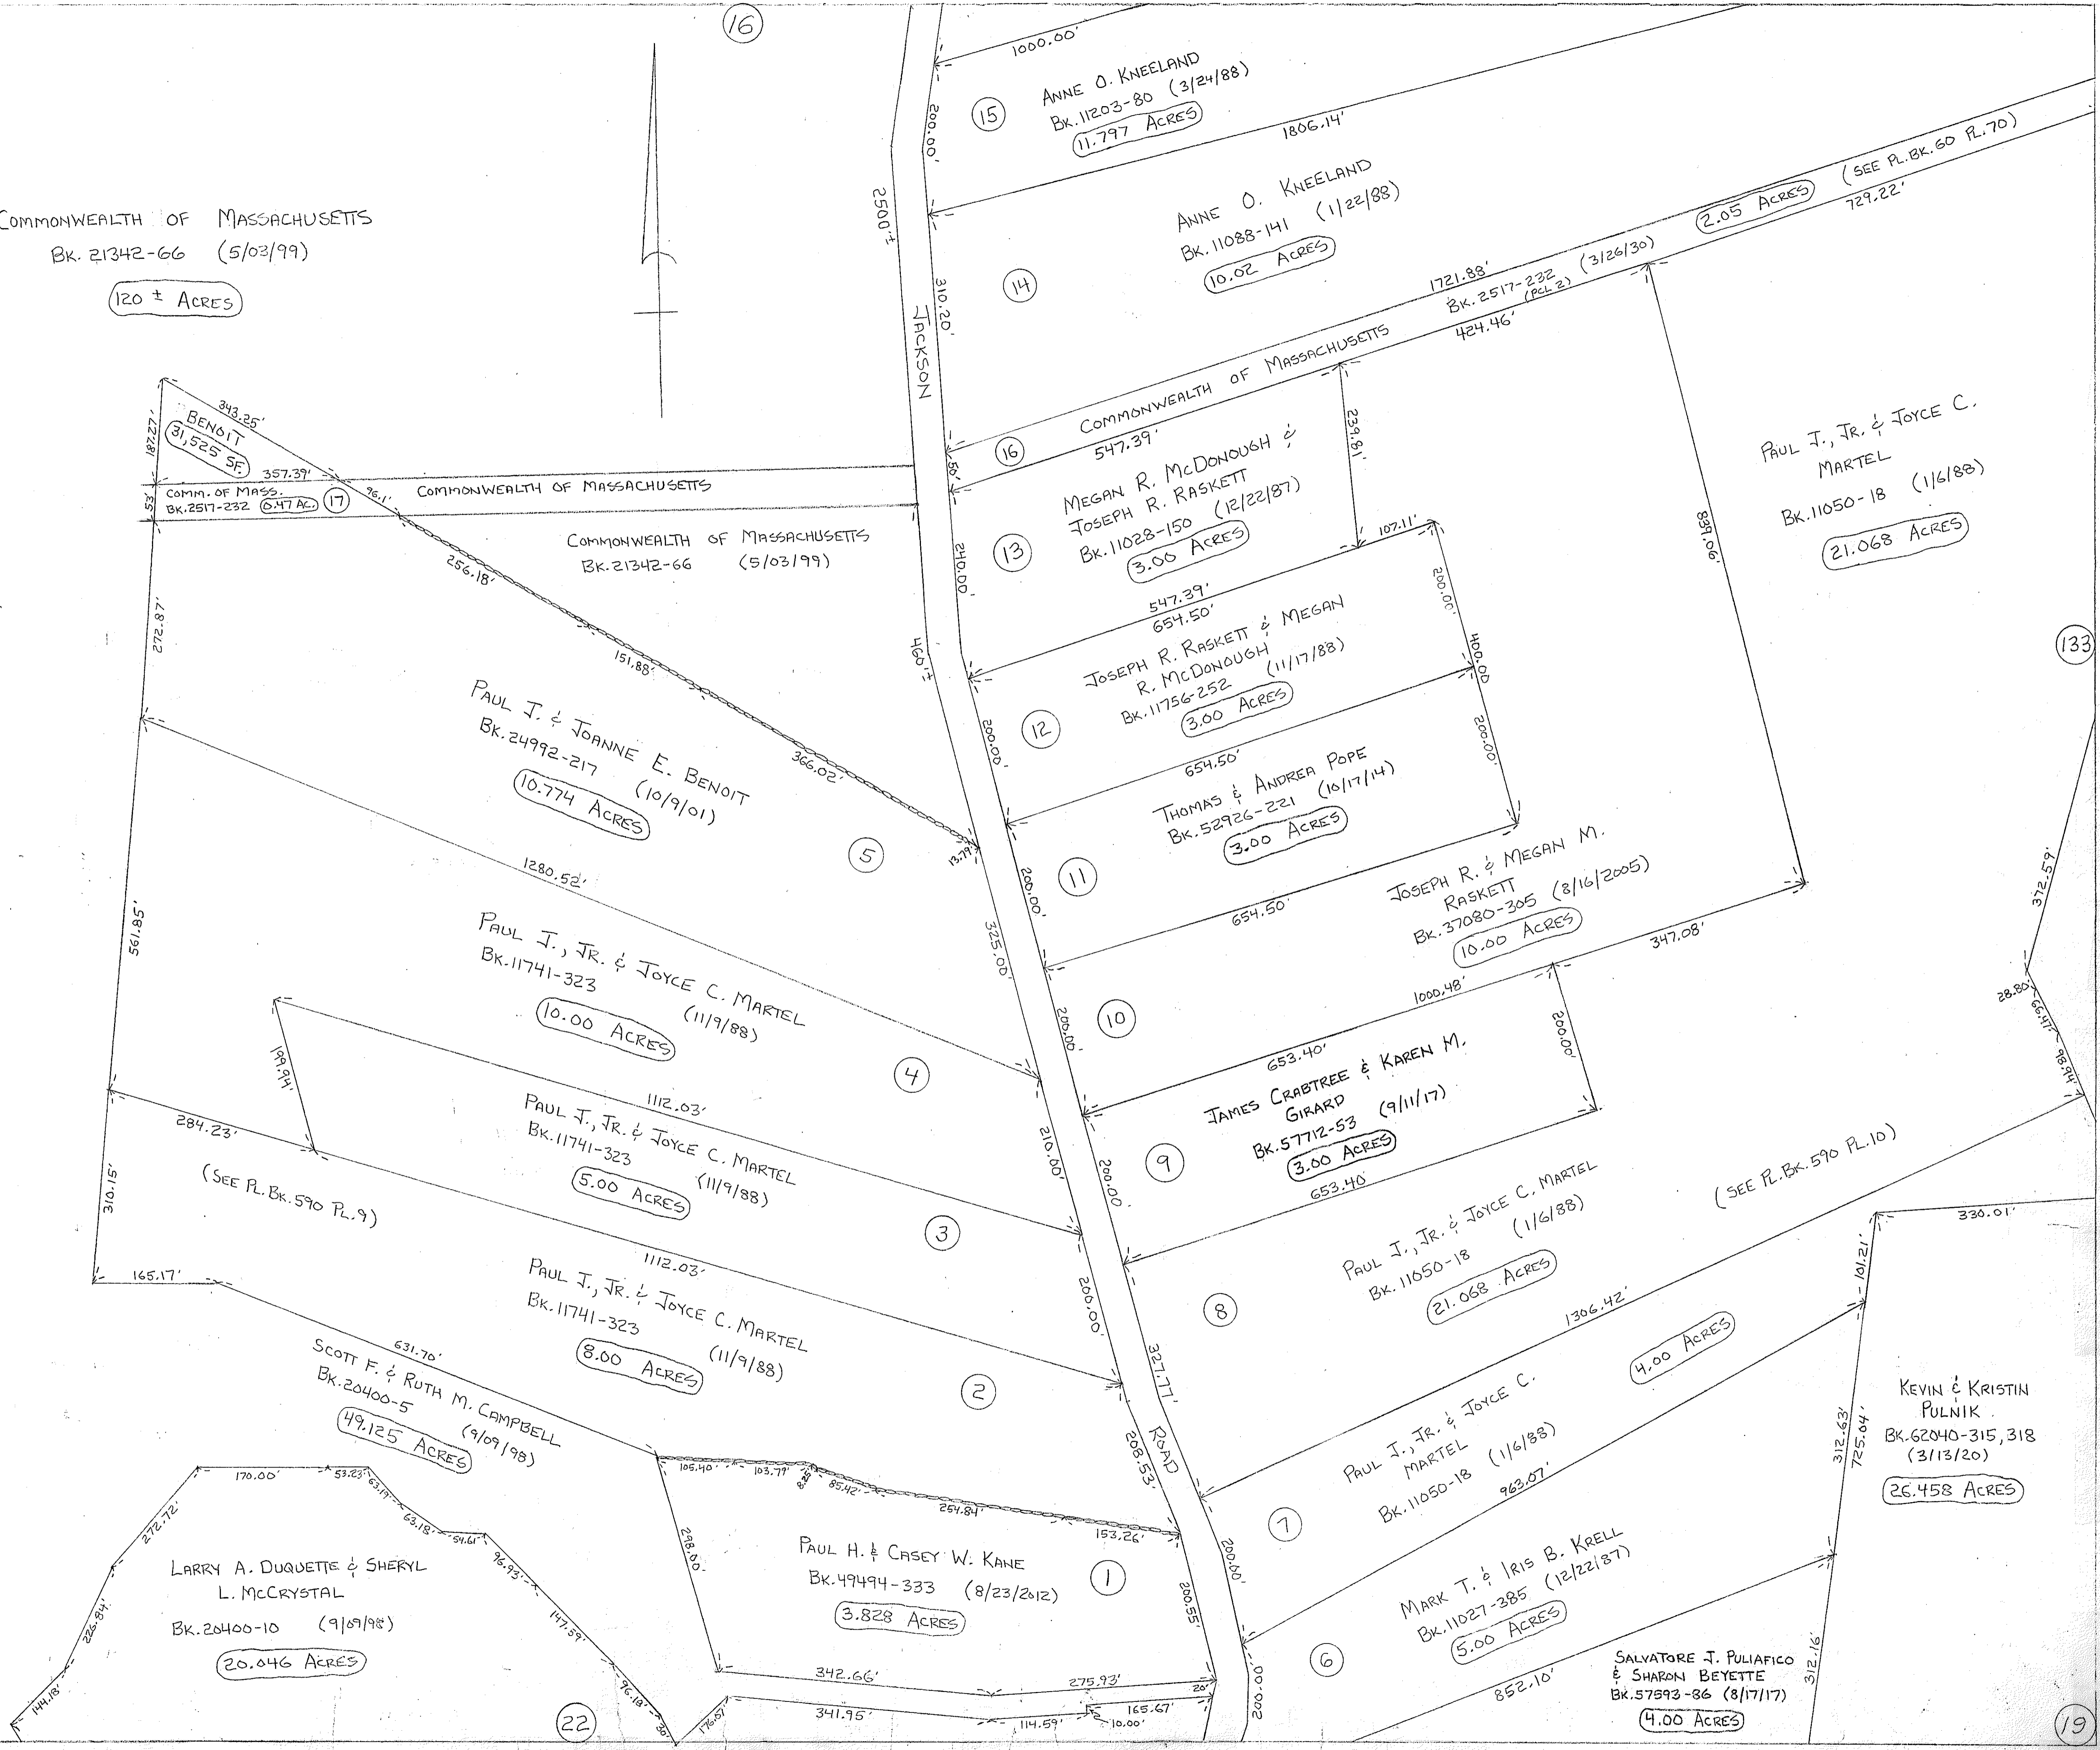 16
1000.00'
ANNE O. KNEELAND
BK.11203-80 (3/24/88)
11.797 ACRES
15
200.00'
1806.14'
ANNE O. KNEELAND
BK.11088-141 (1/22/88)
10.02 ACRES
14
310.20'
2500'±
JACKSON
COMMONWEALTH OF MASSACHUSETTS
BK. 21342-66 (5/03/99)
120 ± ACRES
2.05 ACRES (SEE PL.BK.60 PL.70)
729.22'
1721.88'
COMMONWEALTH OF MASSACHUSETTS BK.2517-232 (3/26/30)
(PCL 2)
424.46'
16
50'
547.39'
239.81'
MEGAN R. MCDONOUGH &
JOSEPH R. RASKETT
BK.11028-150 (12/22/87)
3.00 ACRES
13
240.00'
107.11'
547.39'
PAUL J., JR. & JOYCE C.
MARTEL
BK.11050-18 (1/6/88)
21.068 ACRES
839.06'
133
343.25'
187.27'
BENOIT
31,525 SF.
357.39'
53'
COMM. OF MASS.
BK.2517-232 0.47 AC.
17
96.1'
COMMONWEALTH OF MASSACHUSETTS
COMMONWEALTH OF MASSACHUSETTS
BK.21342-66 (5/03/99)
256.18'
272.87'
151.88'
460'±
366.02'
13.79'
PAUL J. & JOANNE E. BENOIT
BK.24992-217 (10/9/01)
10.774 ACRES
5
1280.52'
325.00'
654.50'
JOSEPH R. RASKETT & MEGAN
R. MCDONOUGH
BK.11756-252 (11/17/88)
3.00 ACRES
12
200.00'
200.00'
400.00
654.50'
THOMAS & ANDREA POPE
BK.52926-221 (10/17/14)
3.00 ACRES
11
200.00'
200.00'
654.50'
JOSEPH R. & MEGAN M.
RASKETT
BK.37080-305 (8/16/2005)
10.00 ACRES
10
200.00'
1000.48'
347.08'
372.59'
28.80'
66.47'
98.94'
561.85'
PAUL J., JR. & JOYCE C. MARTEL
BK.11741-323 (11/9/88)
10.00 ACRES
4
199.94'
1112.03'
210.00'
653.40'
200.00'
JAMES CRABTREE & KAREN M.
GIRARD
BK.57712-53 (9/11/17)
3.00 ACRES
9
200.00'
653.40'
PAUL J., JR. & JOYCE C. MARTEL
BK.11741-323 (11/9/88)
5.00 ACRES
3
284.23'
310.15'
(SEE PL.BK.590 PL.9)
1112.03'
200.00'
PAUL J., JR. & JOYCE C. MARTEL
BK. 11050-18 (1/6/88)
21.068 ACRES
(SEE PL.BK.590 PL.10)
8
327.77'
1306.42'
330.01'
101.21'
165.17'
PAUL J., JR. & JOYCE C. MARTEL
BK.11741-323 (11/9/88)
8.00 ACRES
2
208.53'
ROAD
631.70'
SCOTT F. & RUTH M. CAMPBELL
BK.20400-5 (9/09/98)
49.125 ACRES
4.00 ACRES
PAUL J., JR. & JOYCE C.
MARTEL
BK.11050-18 (1/6/88)
7
200.00'
963.07'
KEVIN & KRISTIN
PULNIK
BK.62040-315,318
(3/13/20)
26.458 ACRES
312.63'
725.04'
170.00'
53.23'
63.19'
63.18'
54.61'
96.93'
147.59'
96.18'
30'
272.72'
226.84'
144.18'
LARRY A. DUQUETTE & SHERYL
L. MCCRYSTAL
BK.20400-10 (9/09/98)
20.046 ACRES
22
105.40'
103.79'
8.25'
85.42'
254.84'
153.26'
298.00'
PAUL H. & CASEY W. KANE
BK.49494-333 (8/23/2012)
3.828 ACRES
1
200.55'
342.66'
275.93'
20'
176.07'
341.95'
114.59'
10.00'
165.67'
MARK T. & IRIS B. KRELL
BK.11027-385 (12/22/87)
5.00 ACRES
6
200.00'
852.10'
312.16'
SALVATORE J. PULIAFICO
& SHARON BEYETTE
BK.57593-86 (8/17/17)
4.00 ACRES
19